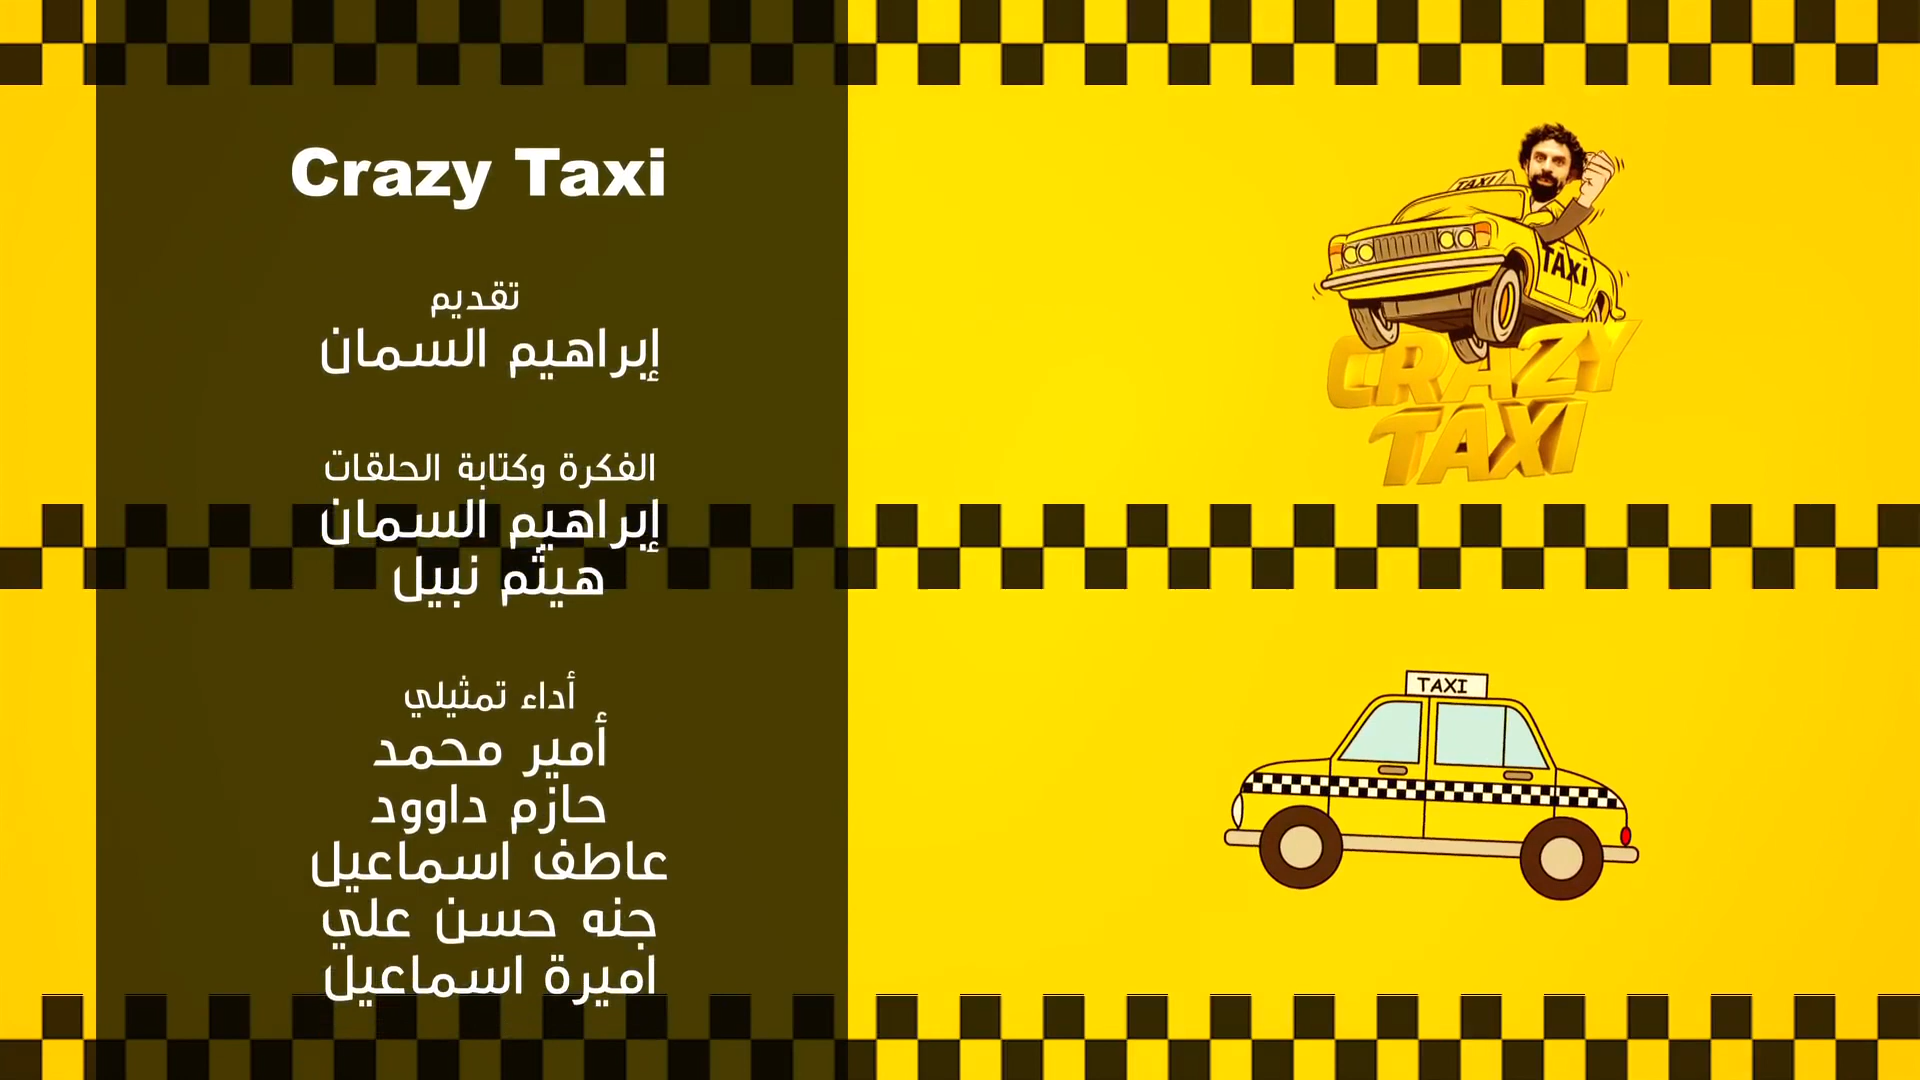 Crazy Taxi
تقديم
إبراهيم السمان
الفكرة وكتابة الحلقات
إبراهيم السمان
هيثم نبيل
أداء تمثيلي
أمير محمد
حازم داوود
عاطف اسماعيل
جنه حسن علي
اميرة اسماعيل
TAXI
TAXI
CRAZY
TAXI
TAXI